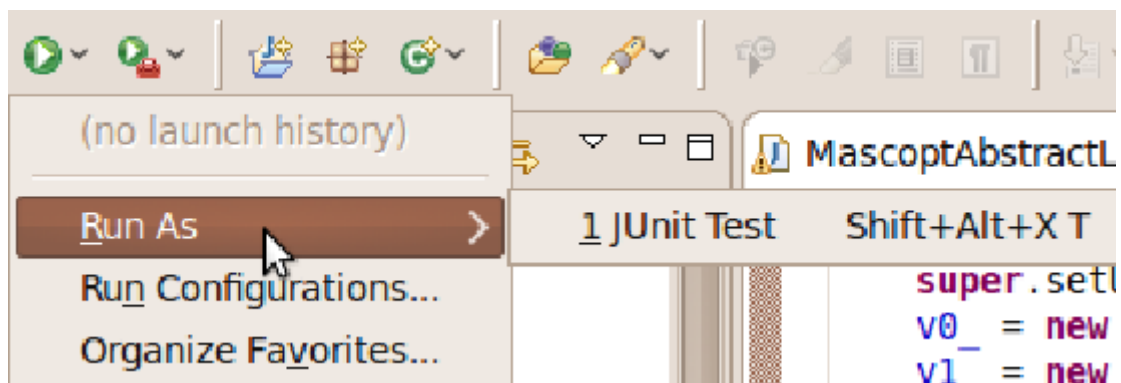 (no launch history)
MascoptAbstractL
Run As
1 JUnit Test Shift+Alt+X T
Run Configurations...
super.setU
v0_ = new
Organize Favorites...
v1_ = new